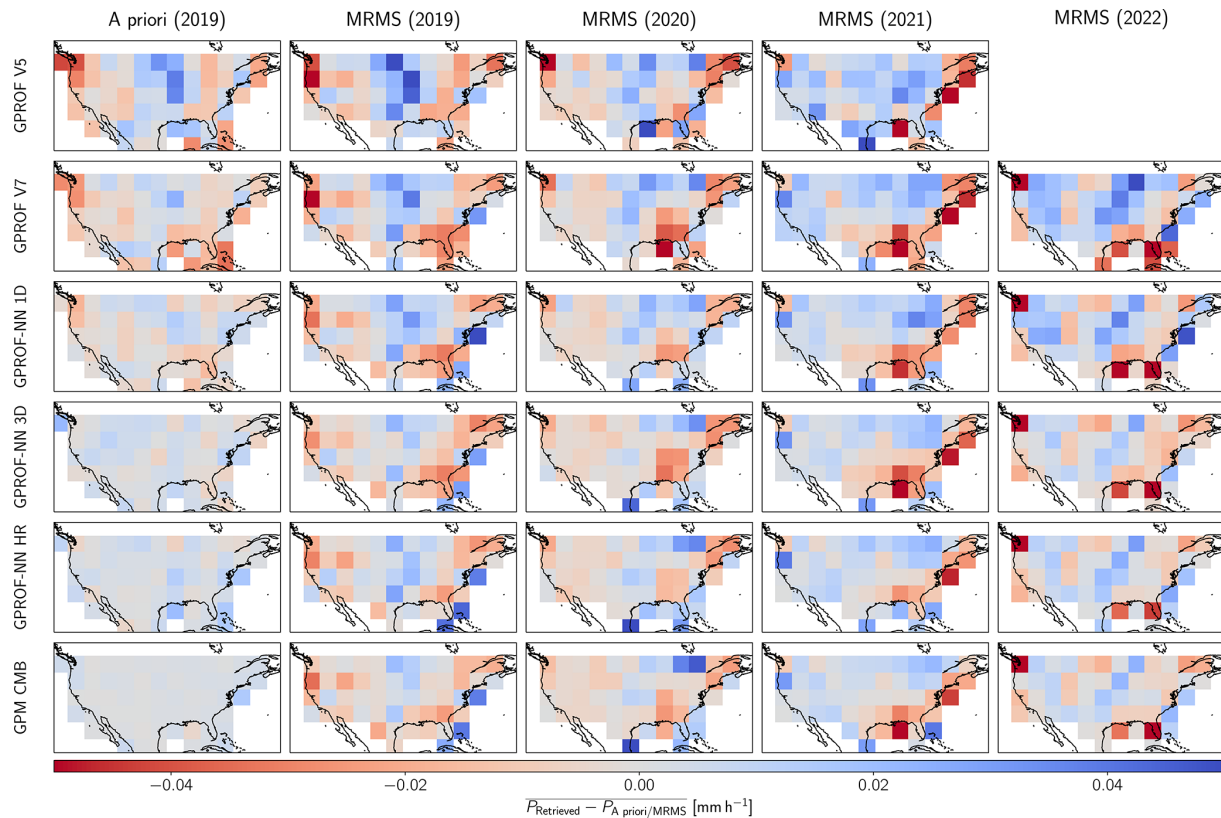 A priori (2019) MRMS (2019) MRMS (2020) MRMS (2021) MRMS (2022)
GPROF V5
GPROF V7
GPROF-NN 1D
GPROF-NN 3D
GPROF-NN HR
GPM CMB
−0.04 −0.02 0.00 0.02 0.04
P_Retrieved − P_A priori/MRMS [mm h⁻¹]